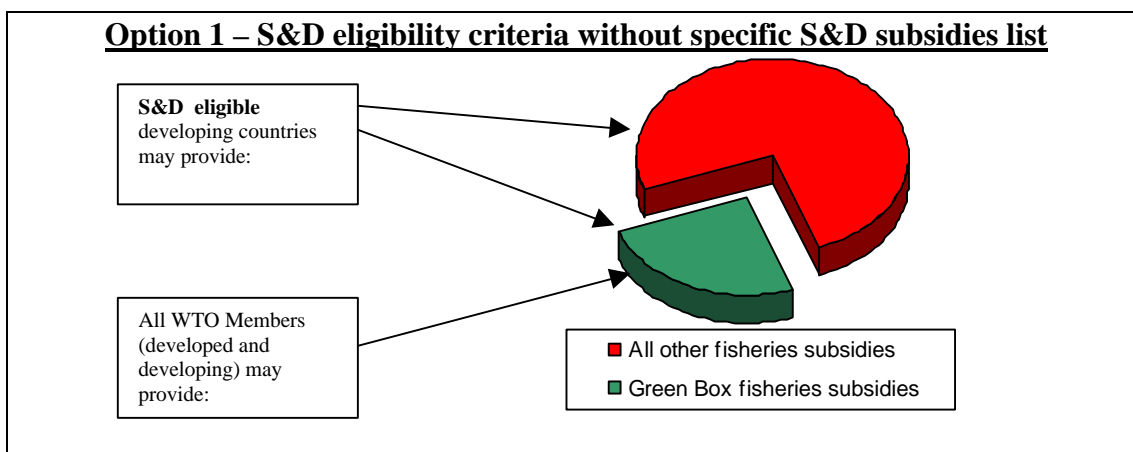 Option 1 – S&D eligibility criteria without specific S&D subsidies list
S&D eligible
developing countries
may provide:
All WTO Members
(developed and
developing) may
provide:
All other fisheries subsidies
Green Box fisheries subsidies